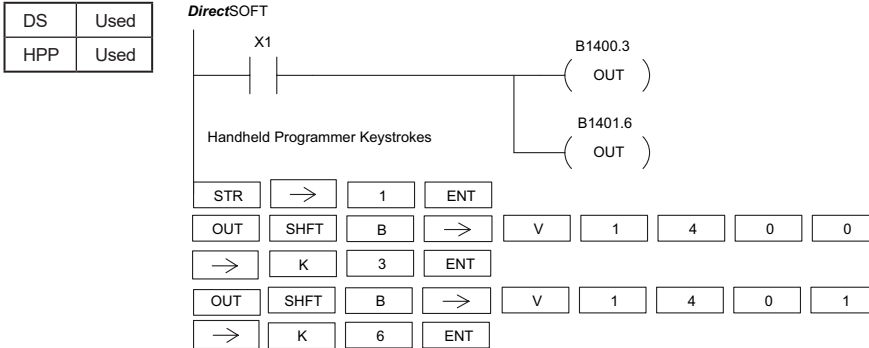 DS Used
HPP Used
DirectSOFT
X1
B1400.3
OUT
B1401.6
OUT
Handheld Programmer Keystrokes
STR → 1 ENT
OUT SHFT B → V 1 4 0 0
→ K 3 ENT
OUT SHFT B → V 1 4 0 1
→ K 6 ENT